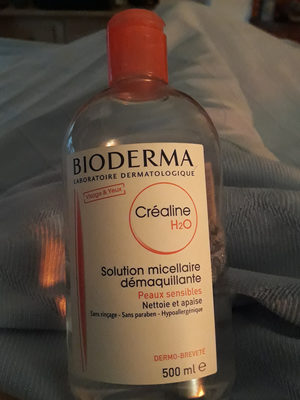 BIODERMA
LABORATOIRE DERMATOLOGIQUE
Visage & Yeux
Créaline
H2O
Solution micellaire
démaquillante
Peaux sensibles
Nettoie et apaise
Sans rinçage - Sans paraben - Hypoallergénique
DERMO-BREVETÉ
500 ml e